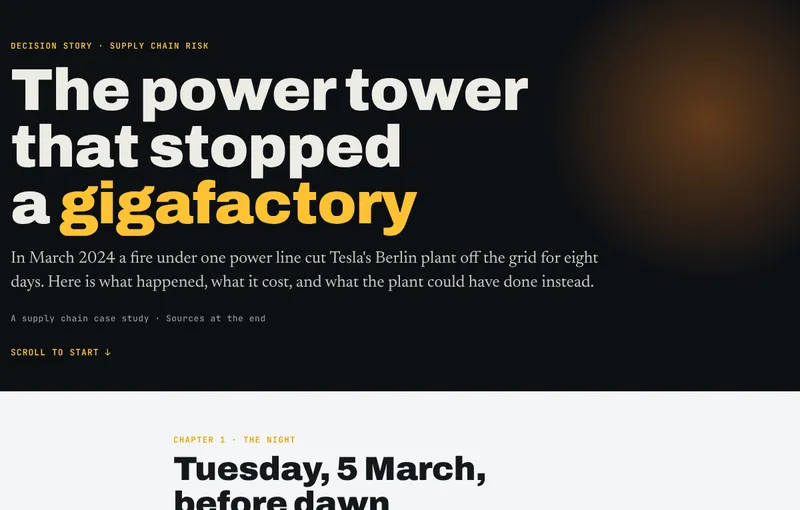 DECISION STORY · SUPPLY CHAIN RISK
The power tower
that stopped
a gigafactory
In March 2024 a fire under one power line cut Tesla's Berlin plant off the grid for eight
days. Here is what happened, what it cost, and what the plant could have done instead.
A supply chain case study · Sources at the end
SCROLL TO START ↓
CHAPTER 1 · THE NIGHT
Tuesday, 5 March,
before dawn